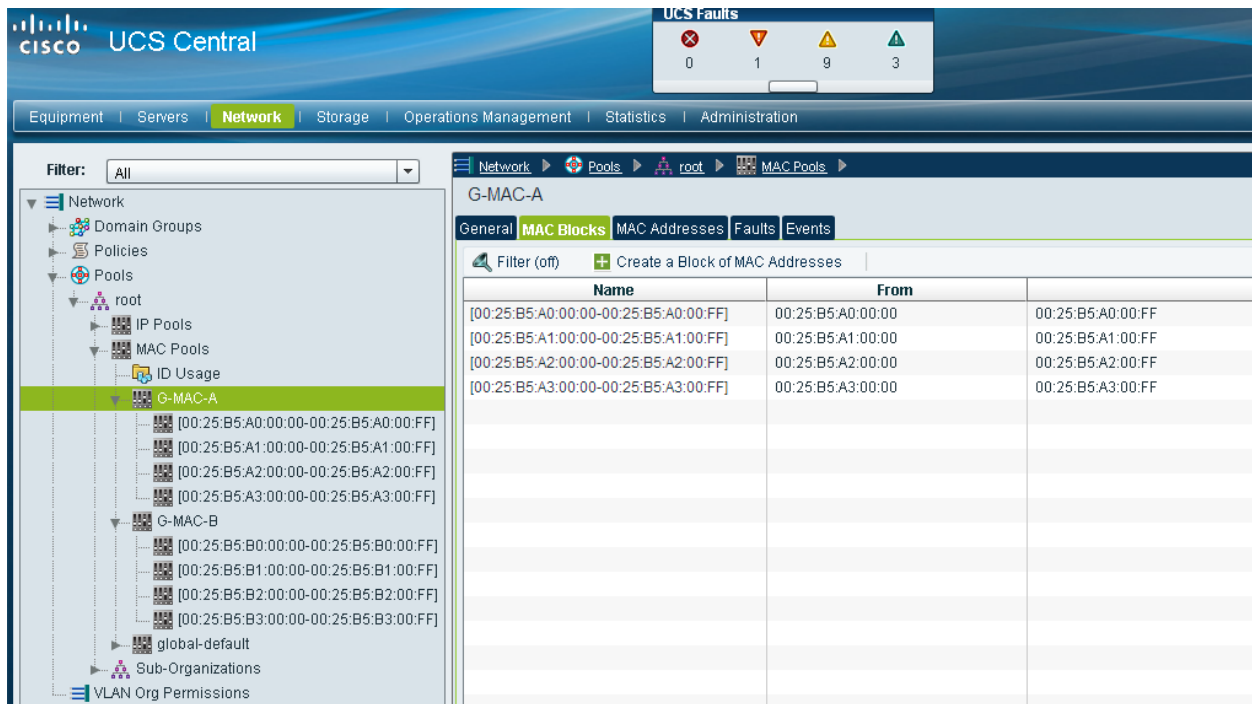 UCS Faults
CISCO UCS Central
0 1 9 3
Equipment | Servers | Network | Storage | Operations Management | Statistics | Administration
Filter: All
Network
Domain Groups
Policies
Pools
root
IP Pools
MAC Pools
ID Usage
G-MAC-A
[00:25:B5:A0:00:00-00:25:B5:A0:00:FF]
[00:25:B5:A1:00:00-00:25:B5:A1:00:FF]
[00:25:B5:A2:00:00-00:25:B5:A2:00:FF]
[00:25:B5:A3:00:00-00:25:B5:A3:00:FF]
G-MAC-B
[00:25:B5:B0:00:00-00:25:B5:B0:00:FF]
[00:25:B5:B1:00:00-00:25:B5:B1:00:FF]
[00:25:B5:B2:00:00-00:25:B5:B2:00:FF]
[00:25:B5:B3:00:00-00:25:B5:B3:00:FF]
global-default
Sub-Organizations
VLAN Org Permissions
Network Pools root MAC Pools
G-MAC-A
General MAC Blocks MAC Addresses Faults Events
Filter (off) Create a Block of MAC Addresses
Name From
[00:25:B5:A0:00:00-00:25:B5:A0:00:FF] 00:25:B5:A0:00:00 00:25:B5:A0:00:FF
[00:25:B5:A1:00:00-00:25:B5:A1:00:FF] 00:25:B5:A1:00:00 00:25:B5:A1:00:FF
[00:25:B5:A2:00:00-00:25:B5:A2:00:FF] 00:25:B5:A2:00:00 00:25:B5:A2:00:FF
[00:25:B5:A3:00:00-00:25:B5:A3:00:FF] 00:25:B5:A3:00:00 00:25:B5:A3:00:FF